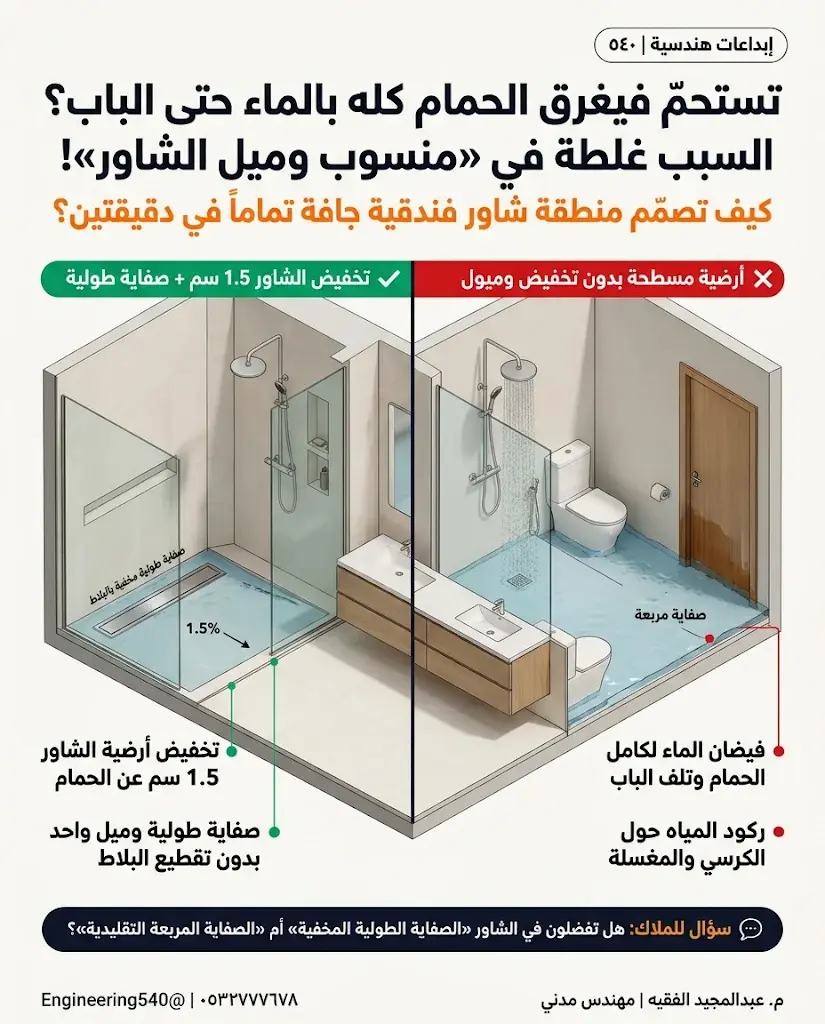 إبداعات هندسية | ٥٤٠
تستحمّ فيغرق الحمام كله بالماء حتى الباب؟
السبب غلطة في «منسوب وميل الشاور»!
كيف تصمّم منطقة شاور فندقية جافة تماماً في دقيقتين؟
أرضية مسطحة بدون تخفيض وميول
تخفيض الشاور 1.5 سم + صفاية طولية
صفاية مربعة
صفاية طولية مخفية بالبلاط
1.5%
فيضان الماء لكامل
الحمام وتلف الباب
ركود المياه حول
الكرسي والمغسلة
تخفيض أرضية الشاور
1.5 سم عن الحمام
صفاية طولية وميل واحد
بدون تقطيع البلاط
سؤال للملاك: هل تفضلون في الشاور «الصفاية الطولية المخفية» أم «الصفاية المربعة التقليدية»؟
م. عبدالمجيد الفقيه | مهندس مدني
٠٥٣٢٧٧٧٦٧٨ | @Engineering540